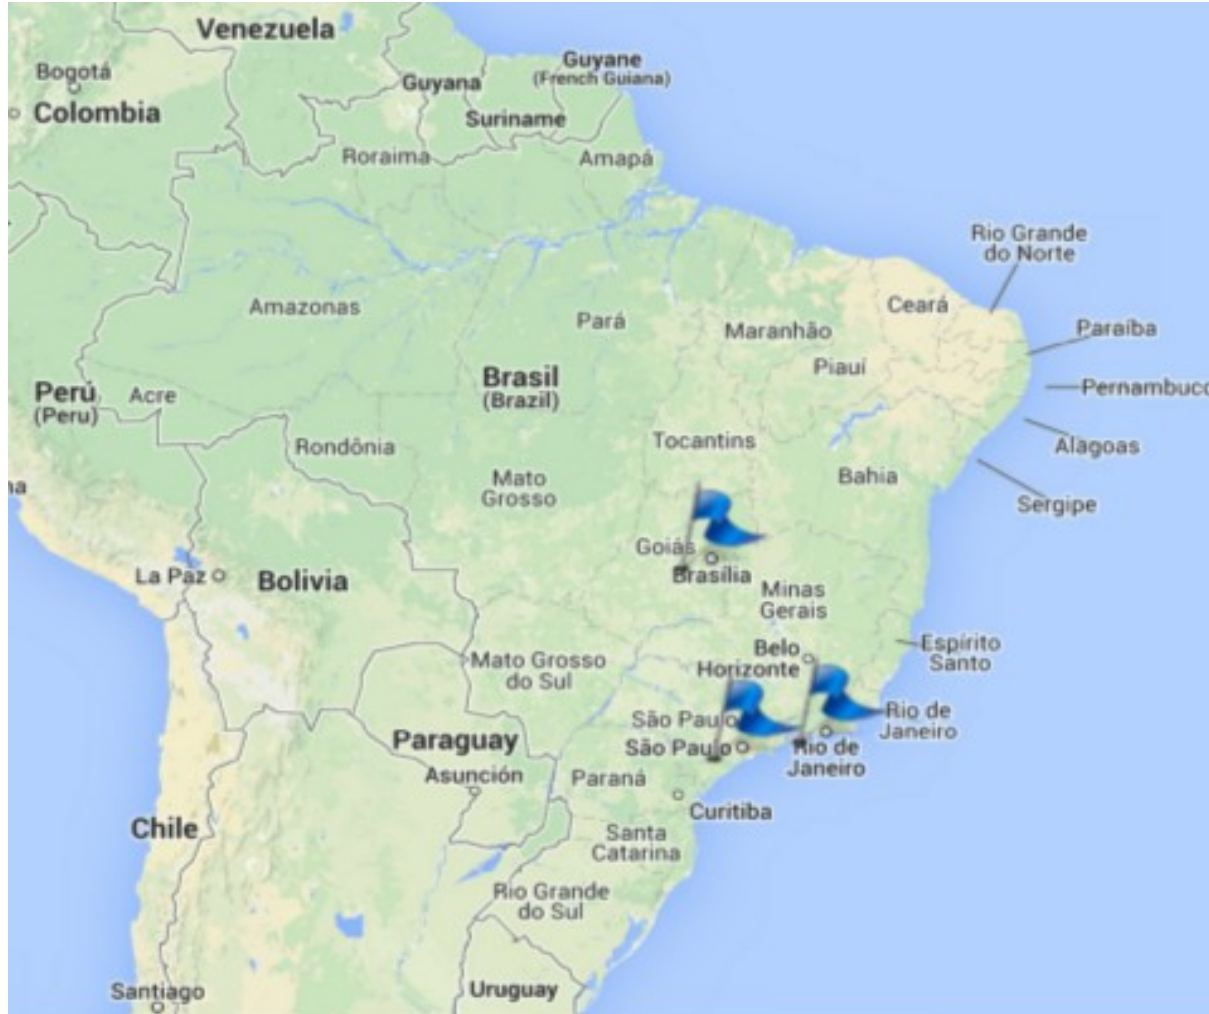 Venezuela
Guyane
(French Guiana)
Bogotá
Guyana
Colombia
Suriname
Roraima
Amapá
Rio Grande
do Norte
Amazonas
Ceará
Pará
Maranhão
Paraíba
Piauí
Brasil
(Brazil)
Perú
(Peru)
Acre
Pernambuco
Tocantins
Rondônia
Alagoas
Mato
Grosso
Bahia
na
Sergipe
Goiás
La Paz
Bolivia
Brasília
Minas
Gerais
Belo
Horizonte
Espírito
Santo
Mato Grosso
do Sul
São Paulo
Rio de
Janeiro
Paraguay
São Paulo
Rio de
Janeiro
Asunción
Paraná
Curitiba
Chile
Santa
Catarina
Rio Grande
do Sul
Santiago
Uruguay